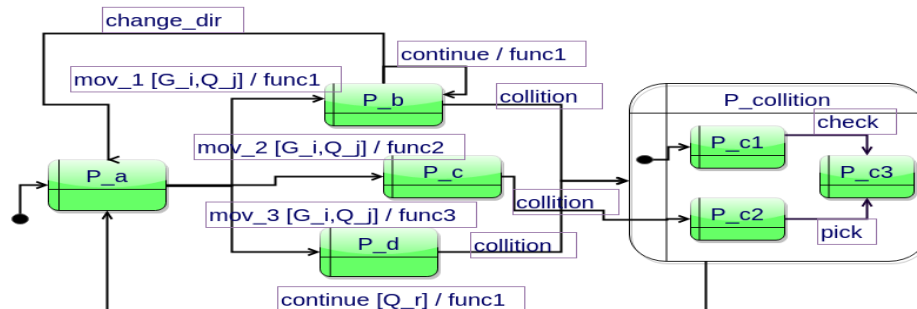 change_dir
continue / func1
mov_1 [G_i,Q_j] / func1
P_b
collition
P_collition
check
P_c1
mov_2 [G_i,Q_j] / func2
P_a
P_c
P_c3
collition
mov_3 [G_i,Q_j] / func3
P_c2
pick
P_d
collition
continue [Q_r] / func1